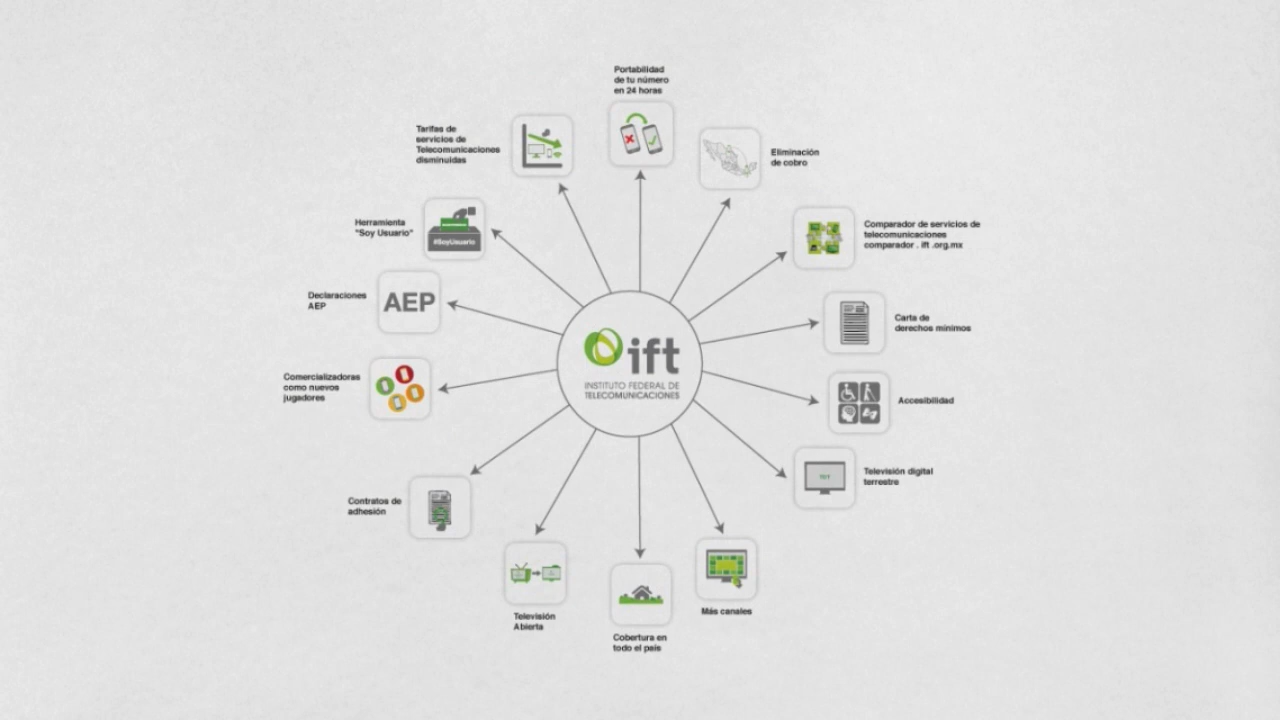 Portabilidad
de tu número
en 24 horas
Tarifas de
servicios de
Telecomunicaciones
disminuidas
Eliminación
de cobro
Herramienta
"Soy Usuario"
#SoyUsuario
Comparador de servicios de
telecomunicaciones
comparador . ift .org.mx
Declaraciones
AEP
AEP
Carta de
derechos mínimos
ift
INSTITUTO FEDERAL DE
TELECOMUNICACIONES
Comercializadoras
como nuevos
jugadores
Accesibilidad
Televisión digital
terrestre
TDT
Contratos de
adhesión
Televisión
Abierta
Más canales
Cobertura en
todo el país